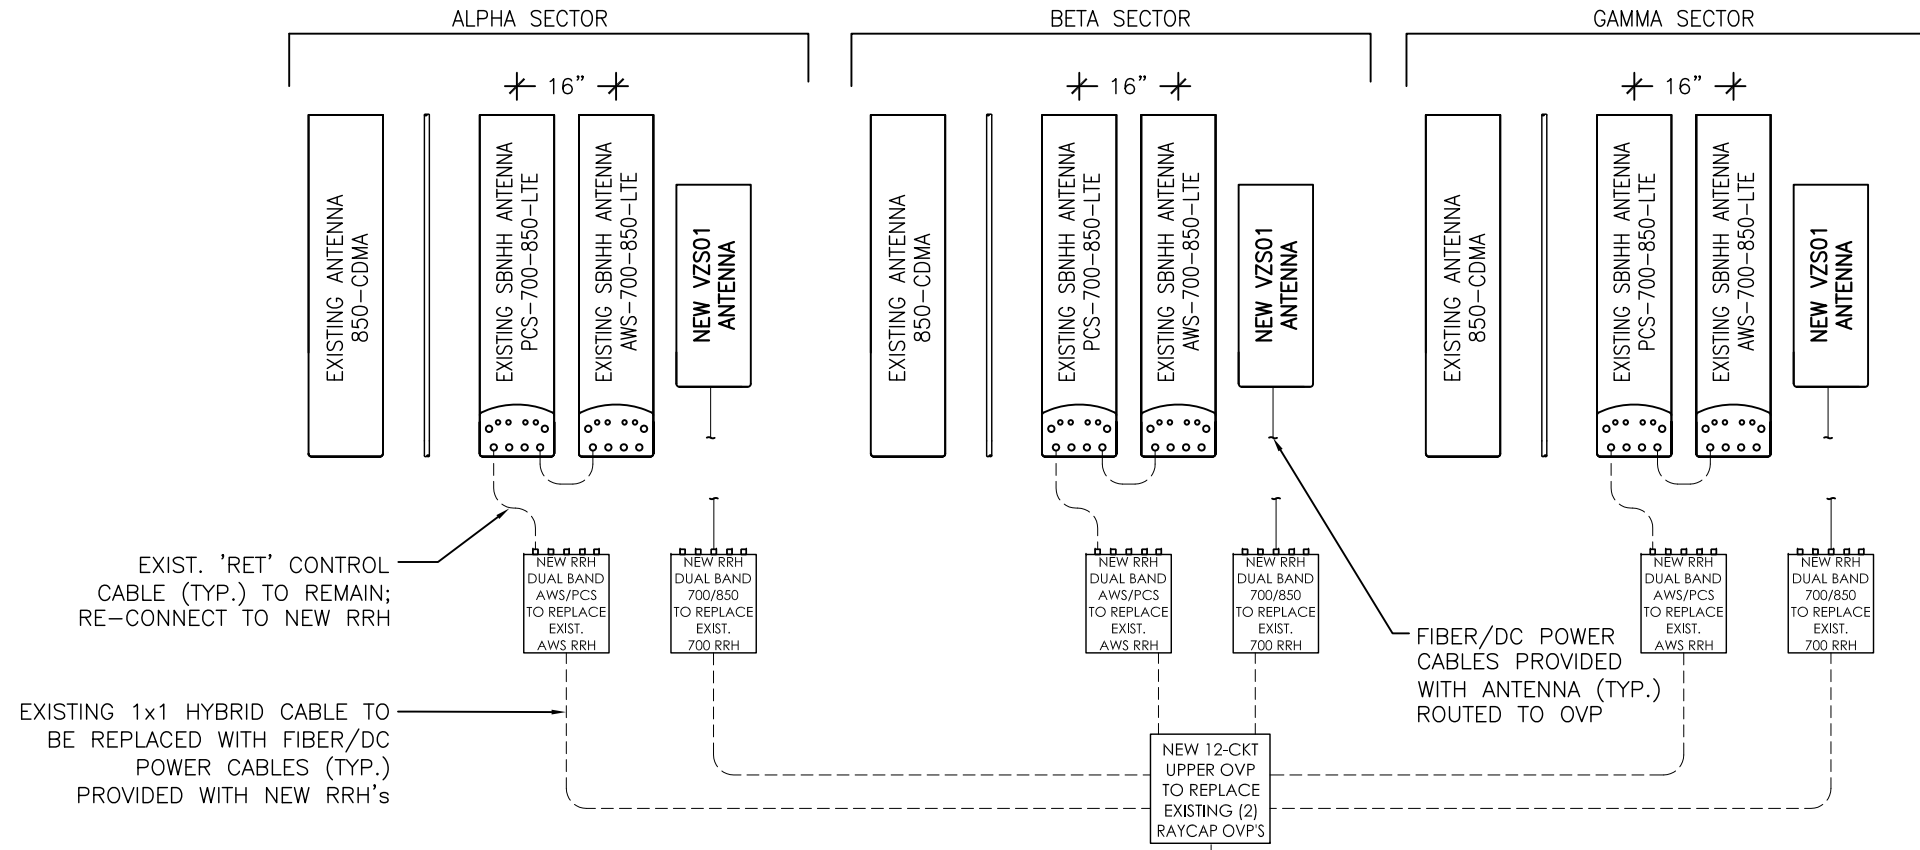 ALPHA SECTOR
BETA SECTOR
GAMMA SECTOR
16"
16"
16"
EXISTING ANTENNA
850-CDMA
EXISTING SBNHH ANTENNA
PCS-700-850-LTE
EXISTING SBNHH ANTENNA
AWS-700-850-LTE
NEW VZS01
ANTENNA
EXISTING ANTENNA
850-CDMA
EXISTING SBNHH ANTENNA
PCS-700-850-LTE
EXISTING SBNHH ANTENNA
AWS-700-850-LTE
NEW VZS01
ANTENNA
EXISTING ANTENNA
850-CDMA
EXISTING SBNHH ANTENNA
PCS-700-850-LTE
EXISTING SBNHH ANTENNA
AWS-700-850-LTE
NEW VZS01
ANTENNA
EXIST. 'RET' CONTROL
CABLE (TYP.) TO REMAIN;
RE-CONNECT TO NEW RRH
NEW RRH
DUAL BAND
AWS/PCS
TO REPLACE
EXIST.
AWS RRH
NEW RRH
DUAL BAND
700/850
TO REPLACE
EXIST.
700 RRH
NEW RRH
DUAL BAND
AWS/PCS
TO REPLACE
EXIST.
AWS RRH
NEW RRH
DUAL BAND
700/850
TO REPLACE
EXIST.
700 RRH
FIBER/DC POWER
CABLES PROVIDED
WITH ANTENNA (TYP.)
ROUTED TO OVP
NEW RRH
DUAL BAND
AWS/PCS
TO REPLACE
EXIST.
AWS RRH
NEW RRH
DUAL BAND
700/850
TO REPLACE
EXIST.
700 RRH
EXISTING 1x1 HYBRID CABLE TO
BE REPLACED WITH FIBER/DC
POWER CABLES (TYP.)
PROVIDED WITH NEW RRH's
NEW 12-CKT
UPPER OVP
TO REPLACE
EXISTING (2)
RAYCAP OVP'S